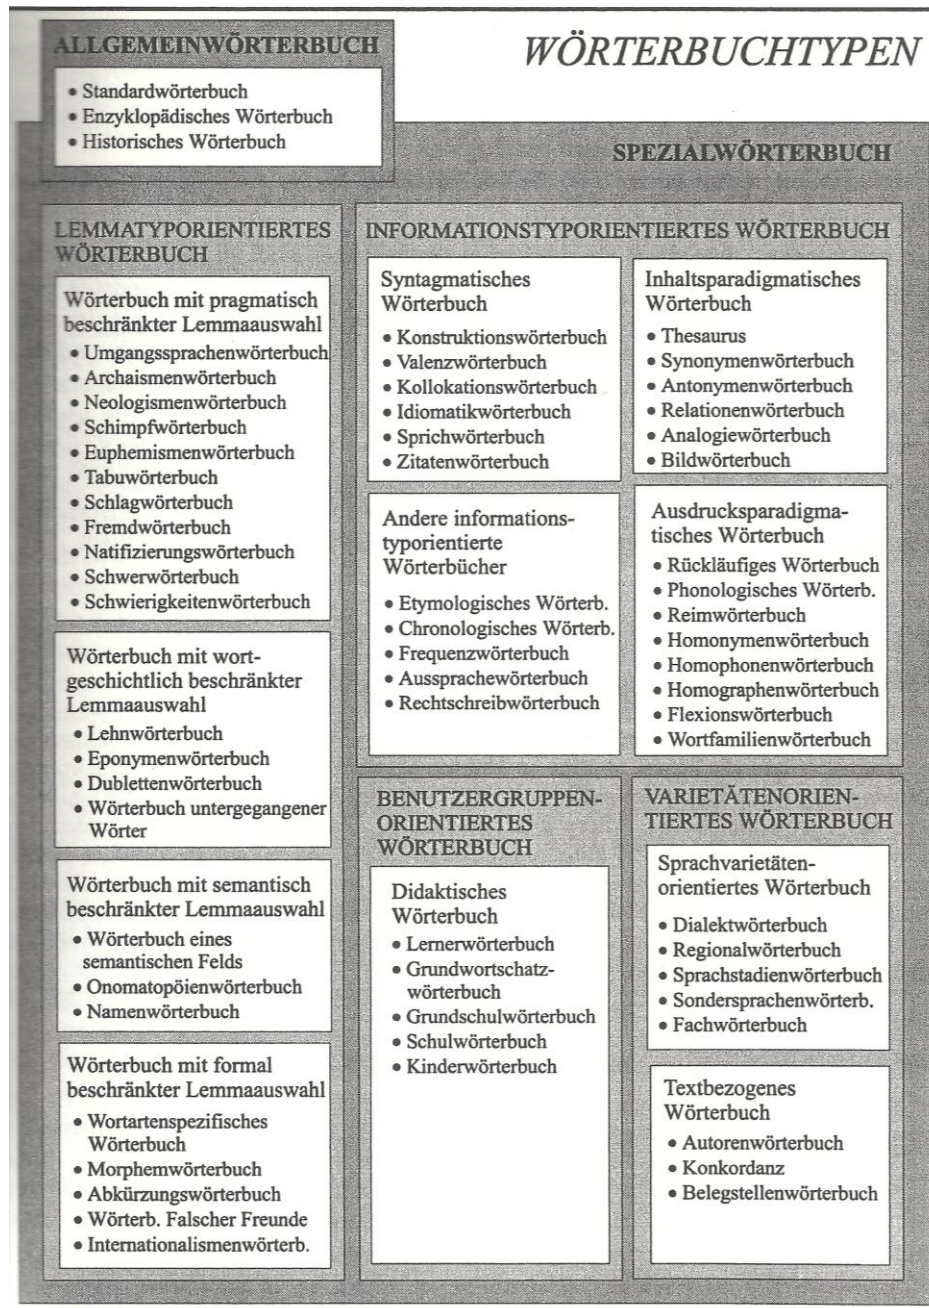 WÖRTERBUCHTYPEN
ALLGEMEINWÖRTERBUCH
• Standardwörterbuch
• Enzyklopädisches Wörterbuch
• Historisches Wörterbuch
SPEZIALWÖRTERBUCH
LEMMATYPORIENTIERTES
WÖRTERBUCH
Wörterbuch mit pragmatisch
beschränkter Lemmaauswahl
• Umgangssprachenwörterbuch
• Archaismenwörterbuch
• Neologismenwörterbuch
• Schimpfwörterbuch
• Euphemismenwörterbuch
• Tabuwörterbuch
• Schlagwörterbuch
• Fremdwörterbuch
• Natifizierungswörterbuch
• Schwerwörterbuch
• Schwierigkeitenwörterbuch
Wörterbuch mit wort-
geschichtlich beschränkter
Lemmaauswahl
• Lehnwörterbuch
• Eponymenwörterbuch
• Dublettenwörterbuch
• Wörterbuch untergegangener
Wörter
Wörterbuch mit semantisch
beschränkter Lemmaauswahl
• Wörterbuch eines
semantischen Felds
• Onomatopöienwörterbuch
• Namenwörterbuch
Wörterbuch mit formal
beschränkter Lemmaauswahl
• Wortartenspezifisches
Wörterbuch
• Morphemwörterbuch
• Abkürzungswörterbuch
• Wörterb. Falscher Freunde
• Internationalismenwörterb.
INFORMATIONSTYPORIENTIERTES WÖRTERBUCH
Syntagmatisches
Wörterbuch
• Konstruktionswörterbuch
• Valenzwörterbuch
• Kollokationswörterbuch
• Idiomatikwörterbuch
• Sprichwörterbuch
• Zitatenwörterbuch
Inhaltsparadigmatisches
Wörterbuch
• Thesaurus
• Synonymenwörterbuch
• Antonymenwörterbuch
• Relationenwörterbuch
• Analogiewörterbuch
• Bildwörterbuch
Andere informations-
typorientierte
Wörterbücher
• Etymologisches Wörterb.
• Chronologisches Wörterb.
• Frequenzwörterbuch
• Aussprachewörterbuch
• Rechtschreibwörterbuch
Ausdrucksparadigma-
tisches Wörterbuch
• Rückläufiges Wörterbuch
• Phonologisches Wörterb.
• Reimwörterbuch
• Homonymenwörterbuch
• Homophonenwörterbuch
• Homographenwörterbuch
• Flexionswörterbuch
• Wortfamilienwörterbuch
BENUTZERGRUPPEN-
ORIENTIERTES
WÖRTERBUCH
Didaktisches
Wörterbuch
• Lernerwörterbuch
• Grundwortschatz-
wörterbuch
• Grundschulwörterbuch
• Schulwörterbuch
• Kinderwörterbuch
VARIETÄTENORIEN-
TIERTES WÖRTERBUCH
Sprachvarietäten-
orientiertes Wörterbuch
• Dialektwörterbuch
• Regionalwörterbuch
• Sprachstadienwörterbuch
• Sondersprachenwörterb.
• Fachwörterbuch
Textbezogenes
Wörterbuch
• Autorenwörterbuch
• Konkordanz
• Belegstellenwörterbuch